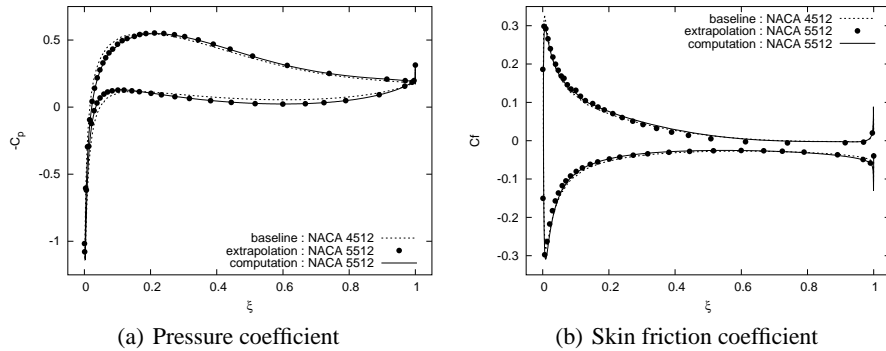 0.5
0
-0.5
-1
-Cp
0 0.2 0.4 0.6 0.8 1
ξ
baseline : NACA 4512
extrapolation : NACA 5512
computation : NACA 5512
(a) Pressure coefficient
0.3
0.2
0.1
0
-0.1
-0.2
-0.3
Cf
0 0.2 0.4 0.6 0.8 1
ξ
baseline : NACA 4512
extrapolation : NACA 5512
computation : NACA 5512
(b) Skin friction coefficient